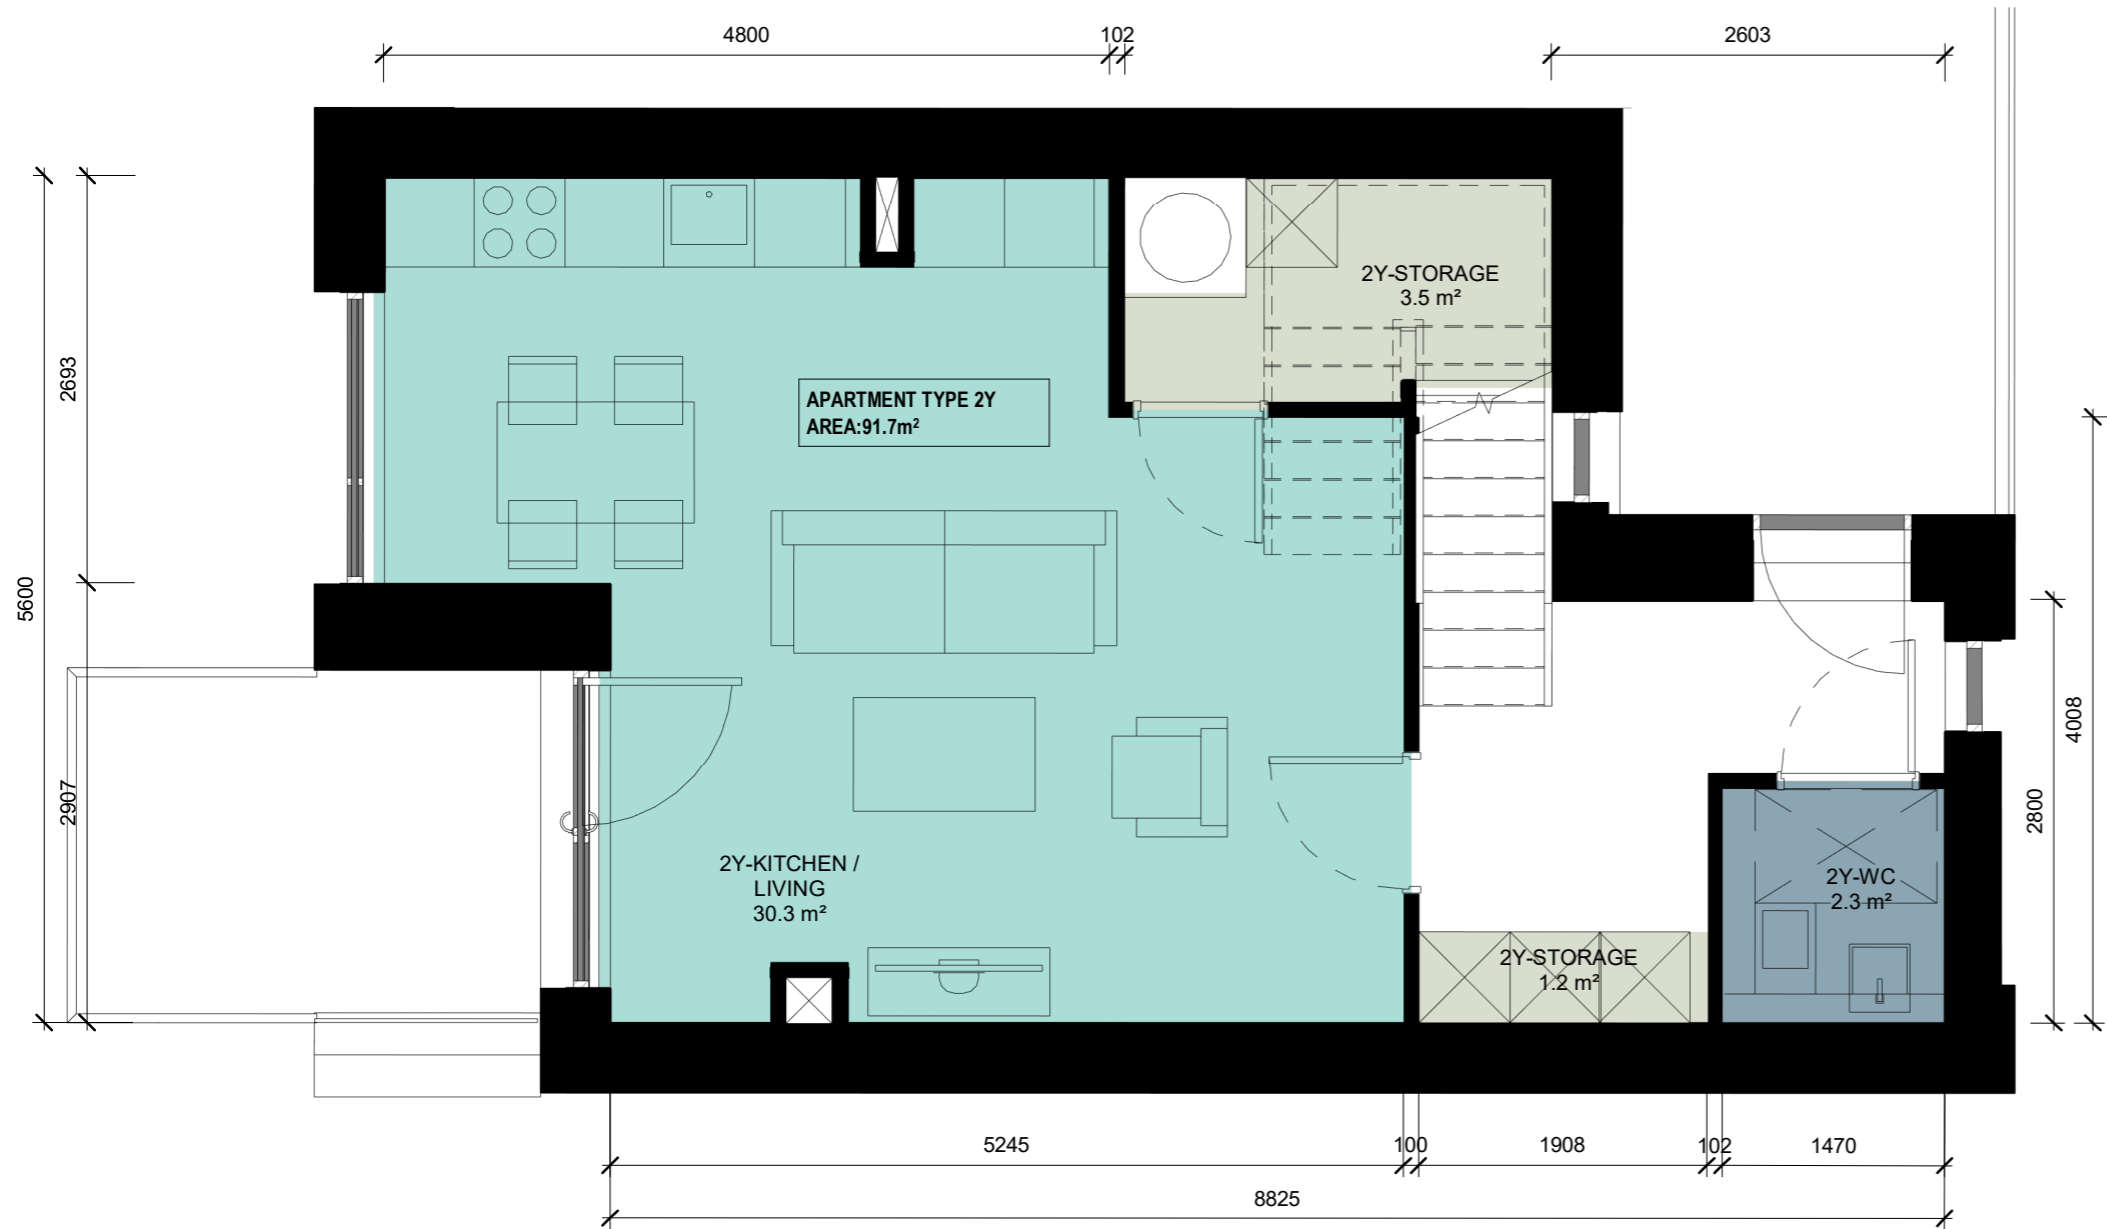 4800
102
2603
2Y-STORAGE
3.5 m²
APARTMENT TYPE 2Y
AREA:91.7m²
2693
5600
2907
4008
2800
2Y-KITCHEN /
LIVING
30.3 m²
2Y-WC
2.3 m²
2Y-STORAGE
1.2 m²
5245
100
1908
102
1470
8825